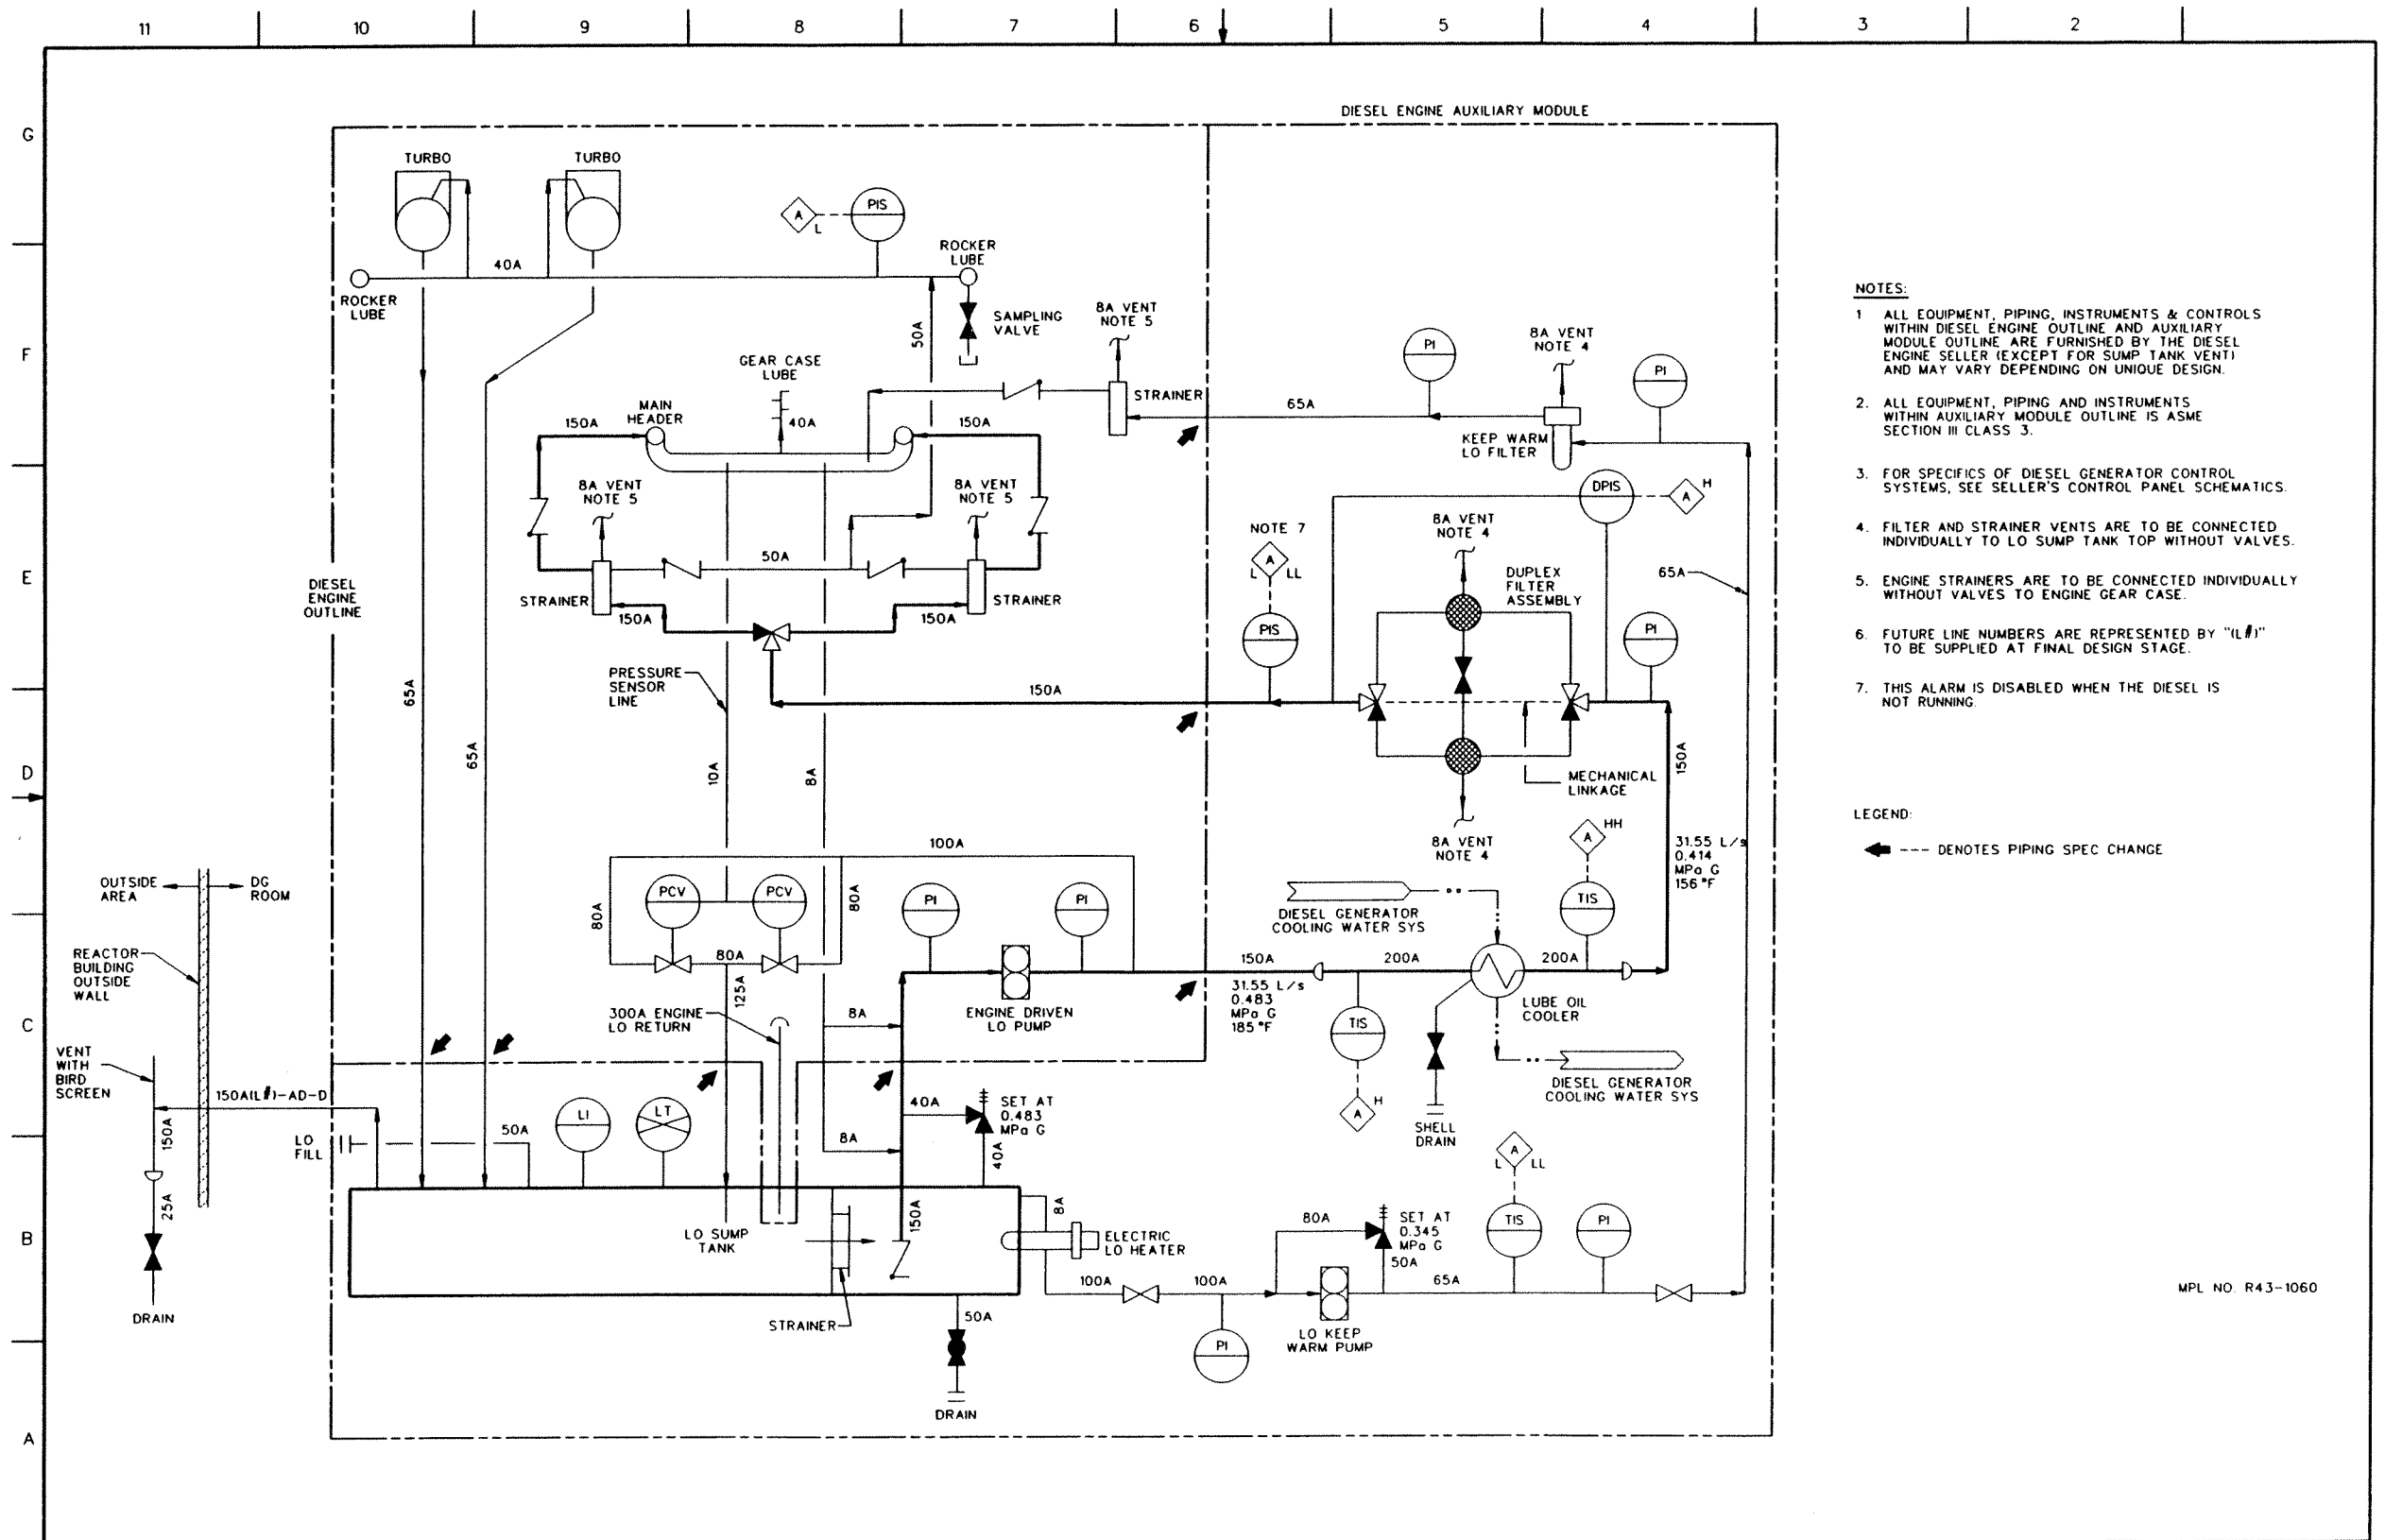 11 10 9 8 7 6 5 4 3 2
G
F
E
D
C
B
A
DIESEL ENGINE AUXILIARY MODULE
TURBO
TURBO
A
L
PIS
ROCKER
LUBE
40A
ROCKER
LUBE
SAMPLING
VALVE
50A
8A VENT
NOTE 5
GEAR CASE
LUBE
40A
MAIN
HEADER
150A
150A
STRAINER
65A
PI
8A VENT
NOTE 4
PI
KEEP WARM
LO FILTER
8A VENT
NOTE 5
8A VENT
NOTE 5
DPIS
A
H
NOTE 7
A
L
LL
PIS
8A VENT
NOTE 4
DUPLEX
FILTER
ASSEMBLY
PI
65A
50A
STRAINER
STRAINER
150A
150A
DIESEL
ENGINE
OUTLINE
PRESSURE
SENSOR
LINE
150A
65A
65A
10A
8A
150A
MECHANICAL
LINKAGE
8A VENT
NOTE 4
A
HH
31.55 L/s
0.414
MPa G
156 °F
TIS
100A
OUTSIDE
AREA
DG
ROOM
80A
PCV
PCV
80A
PI
PI
DIESEL GENERATOR
COOLING WATER SYS
REACTOR
BUILDING
OUTSIDE
WALL
80A
125A
150A
31.55 L/s
0.483
MPa G
185 °F
200A
200A
LUBE OIL
COOLER
300A ENGINE
LO RETURN
8A
ENGINE DRIVEN
LO PUMP
TIS
A
H
DIESEL GENERATOR
COOLING WATER SYS
SHELL
DRAIN
VENT
WITH
BIRD
SCREEN
150A(L#)-AD-D
150A
25A
DRAIN
LO
FILL
50A
LI
LT
40A
SET AT
0.483
MPa G
40A
8A
LO SUMP
TANK
150A
STRAINER
8A
ELECTRIC
LO HEATER
50A
DRAIN
100A
100A
PI
80A
SET AT
0.345
MPa G
50A
LO KEEP
WARM PUMP
65A
A
L
LL
TIS
PI
NOTES:
1 ALL EQUIPMENT, PIPING, INSTRUMENTS & CONTROLS
WITHIN DIESEL ENGINE OUTLINE AND AUXILIARY
MODULE OUTLINE ARE FURNISHED BY THE DIESEL
ENGINE SELLER (EXCEPT FOR SUMP TANK VENT)
AND MAY VARY DEPENDING ON UNIQUE DESIGN.
2. ALL EQUIPMENT, PIPING AND INSTRUMENTS
WITHIN AUXILIARY MODULE OUTLINE IS ASME
SECTION III CLASS 3.
3. FOR SPECIFICS OF DIESEL GENERATOR CONTROL
SYSTEMS, SEE SELLER'S CONTROL PANEL SCHEMATICS.
4. FILTER AND STRAINER VENTS ARE TO BE CONNECTED
INDIVIDUALLY TO LO SUMP TANK TOP WITHOUT VALVES.
5. ENGINE STRAINERS ARE TO BE CONNECTED INDIVIDUALLY
WITHOUT VALVES TO ENGINE GEAR CASE.
6. FUTURE LINE NUMBERS ARE REPRESENTED BY "(L#)"
TO BE SUPPLIED AT FINAL DESIGN STAGE.
7. THIS ALARM IS DISABLED WHEN THE DIESEL IS
NOT RUNNING.
LEGEND:
--- DENOTES PIPING SPEC CHANGE
MPL NO. R43-1060